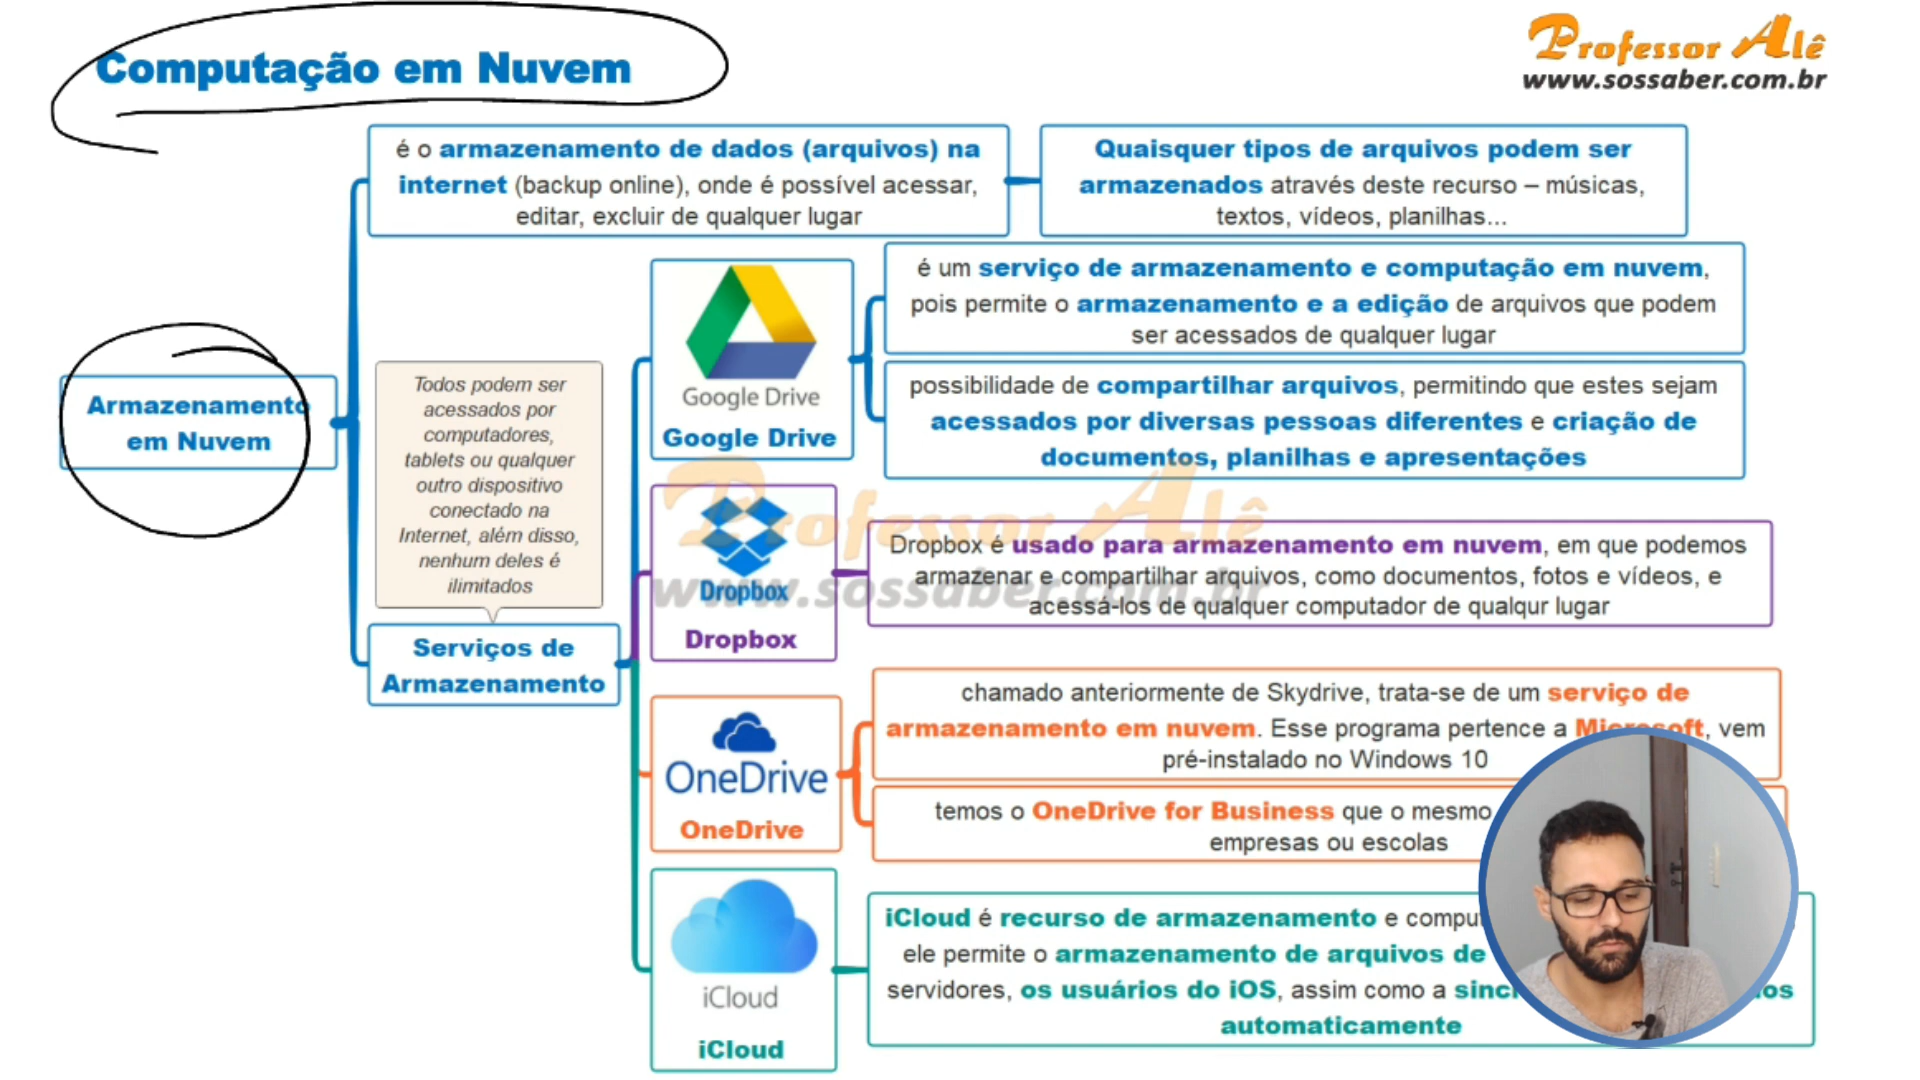 Computação em Nuvem
Professor Alê
www.sossaber.com.br
é o armazenamento de dados (arquivos) na
internet (backup online), onde é possível acessar,
editar, excluir de qualquer lugar
Quaisquer tipos de arquivos podem ser
armazenados através deste recurso – músicas,
textos, vídeos, planilhas...
Armazenamento
em Nuvem
Todos podem ser
acessados por
computadores,
tablets ou qualquer
outro dispositivo
conectado na
Internet, além disso,
nenhum deles é
ilimitados
Serviços de
Armazenamento
Google Drive
Google Drive
é um serviço de armazenamento e computação em nuvem,
pois permite o armazenamento e a edição de arquivos que podem
ser acessados de qualquer lugar
possibilidade de compartilhar arquivos, permitindo que estes sejam
acessados por diversas pessoas diferentes e criação de
documentos, planilhas e apresentações
Professor Alê
www.sossaber.com.br
Dropbox
Dropbox
Dropbox é usado para armazenamento em nuvem, em que podemos
armazenar e compartilhar arquivos, como documentos, fotos e vídeos, e
acessá-los de qualquer computador de qualqur lugar
OneDrive
OneDrive
chamado anteriormente de Skydrive, trata-se de um serviço de
armazenamento em nuvem. Esse programa pertence a Microsoft, vem
pré-instalado no Windows 10
temos o OneDrive for Business que o mesmo
empresas ou escolas
iCloud
iCloud
iCloud é recurso de armazenamento e
ele permite o armazenamento de arquivos de
servidores, os usuários do iOS, assim como a
automaticamente